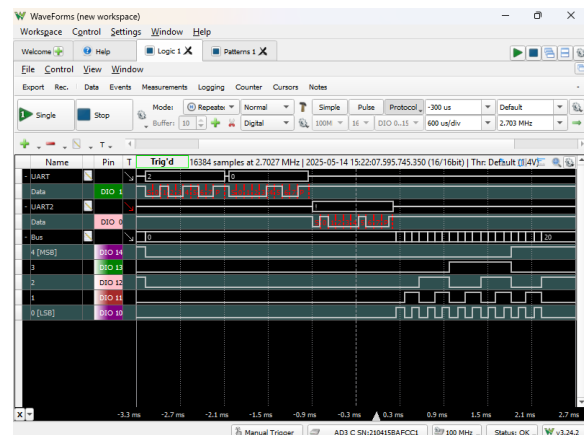 WaveForms (new workspace)
Workspace Control Settings Window Help
Welcome Help Logic 1 Patterns 1
File Control View Window
Export Rec. Data Events Measurements Logging Counter Cursors Notes
Single Stop Mode: Repeated Normal Simple Pulse Protocol -300 us Default
Buffer: 10 Digital 100M 16 DIO 0..15 600 us/div 2.703 MHz
T
Name Pin T Trig'd 16384 samples at 2.7027 MHz | 2025-05-14 15:22:07.595.745.350 (16/16bit) | Thr: Default
UART 2 0
Data DIO 1
UART2
Data DIO 0
Bus 0 20
4 [MSB] DIO 14
3 DIO 13
2 DIO 12
1 DIO 11
0 [LSB] DIO 10
X -3.3 ms -2.7 ms -2.1 ms -1.5 ms -0.9 ms -0.3 ms 0.3 ms 0.9 ms 1.5 ms 2.1 ms 2.7 ms
Manual Trigger AD3 C SN:210415BAFCC1 100 MHz Status: OK v3.24.2